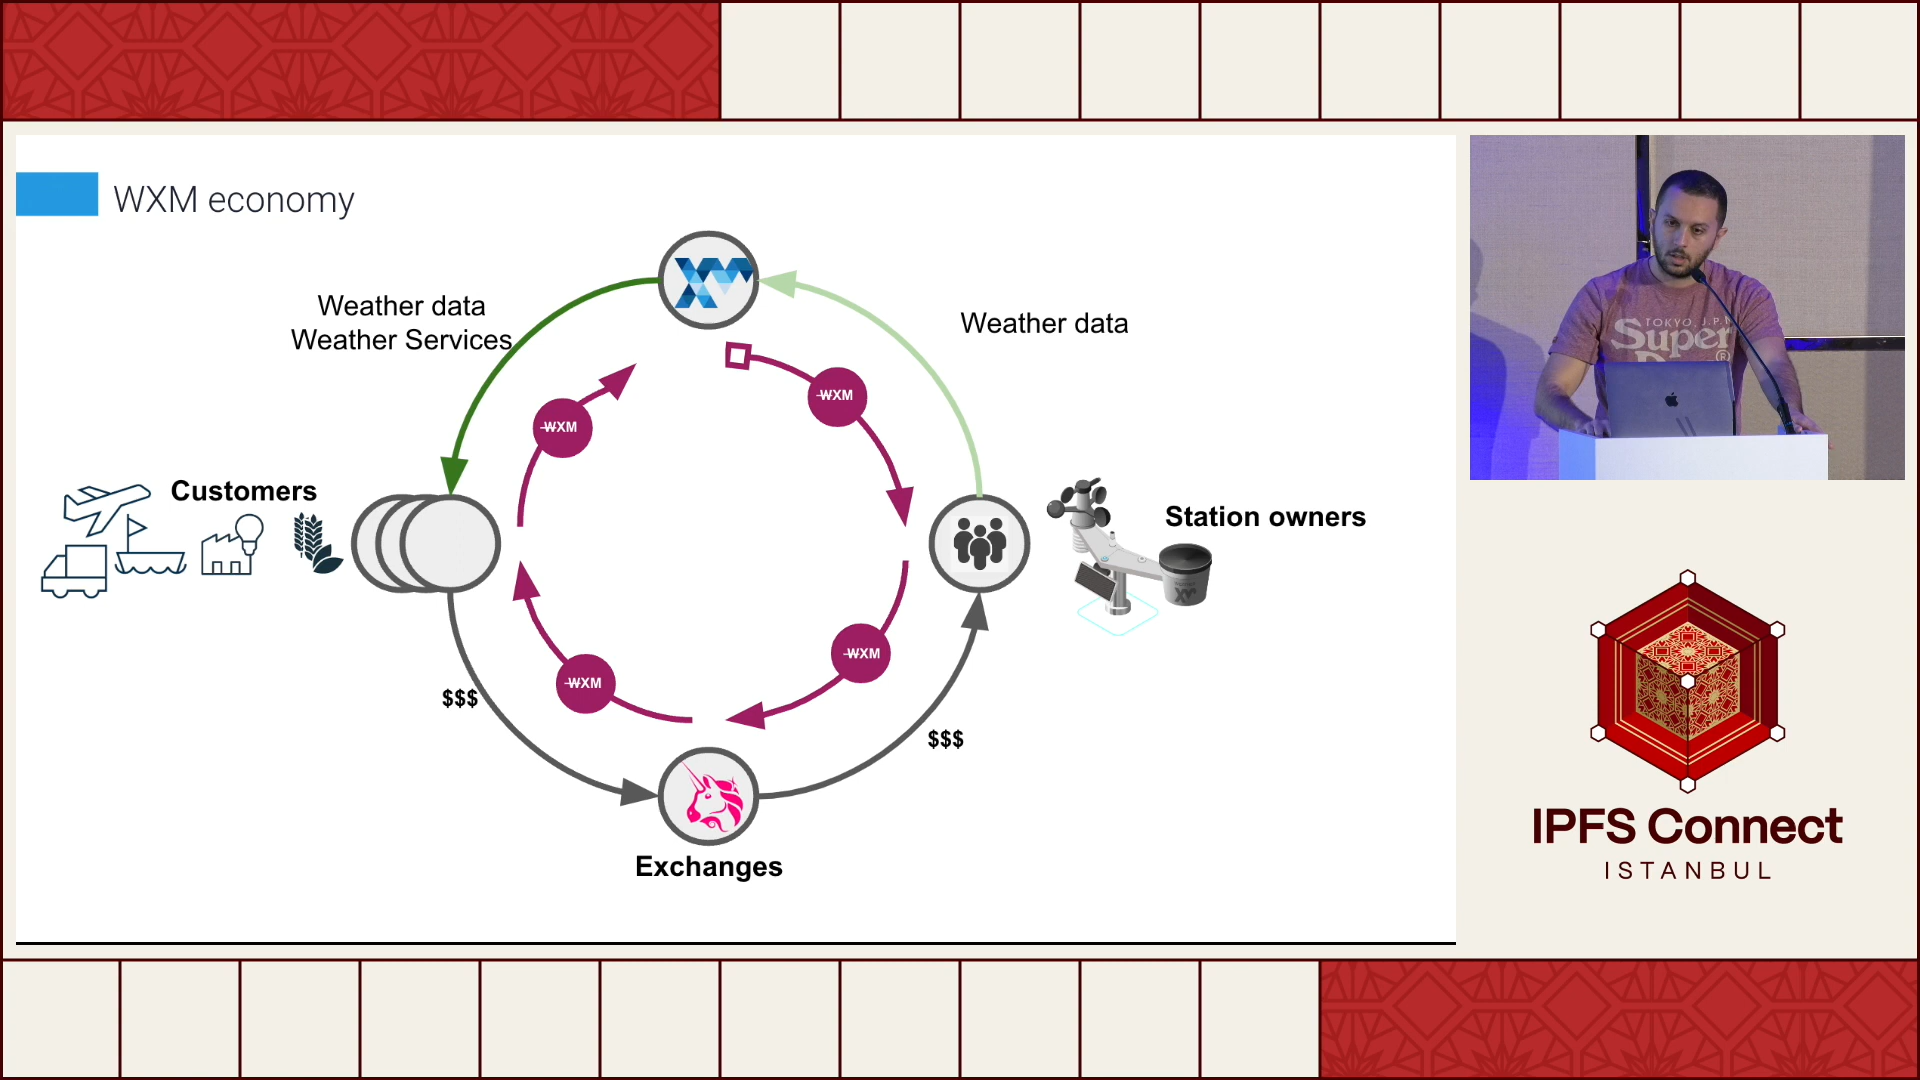 WXM economy
Weather data
Weather Services
Weather data
WXM
WXM
Customers
Station owners
WXM
WXM
$$$
$$$
Exchanges
TOKYO, J.P.N
Super
IPFS Connect
ISTANBUL